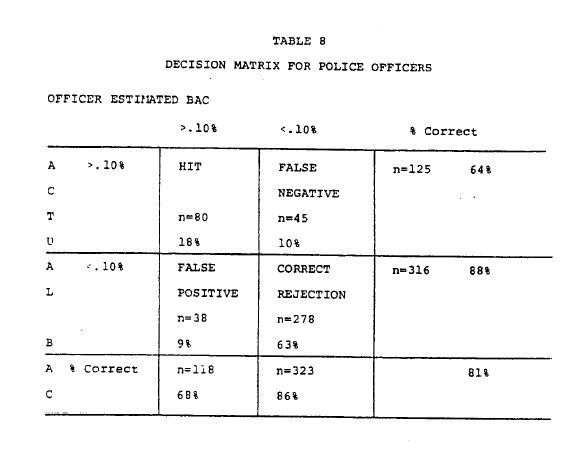 TABLE 8
DECISION MATRIX FOR POLICE OFFICERS
OFFICER ESTIMATED BAC
>.10% <.10% % Correct
A >.10% HIT FALSE n=125 64%
C NEGATIVE
T n=80 n=45
U 18% 10%
A <.10% FALSE CORRECT n=316 88%
L POSITIVE REJECTION
n=38 n=278
B 9% 63%
A % Correct n=118 n=323 81%
C 68% 86%